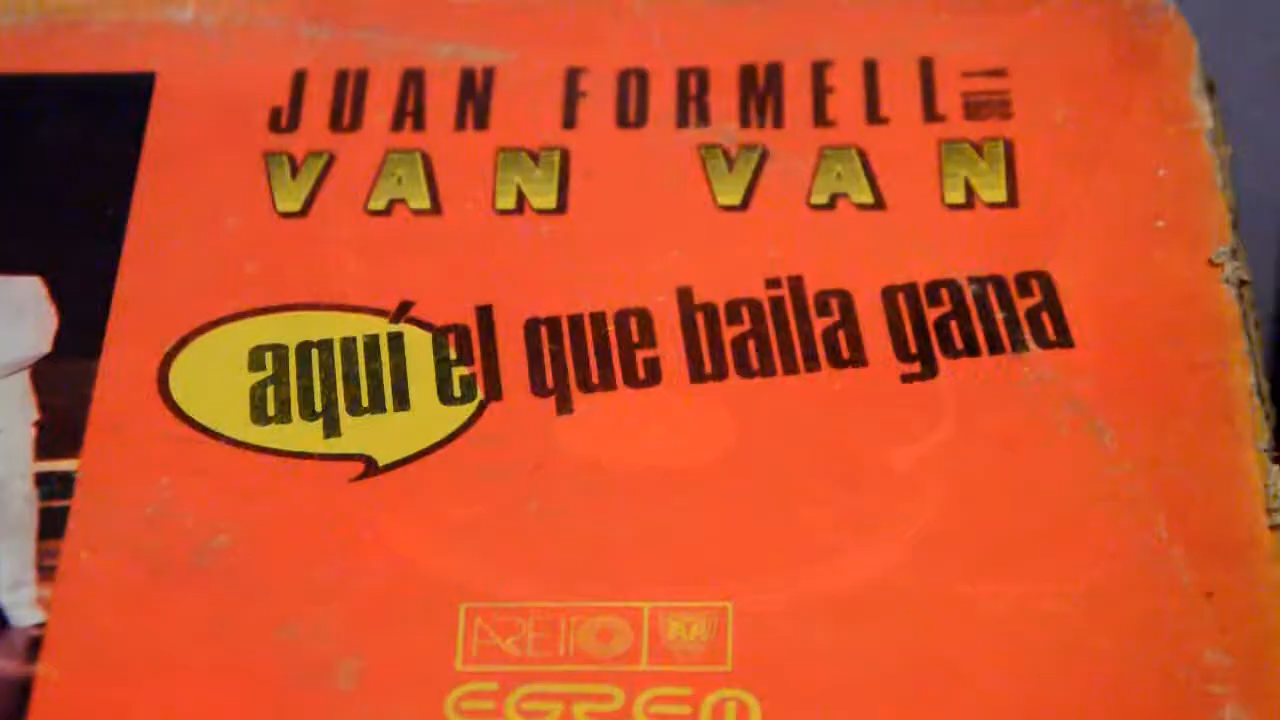 JUAN FORMELL
VAN VAN
aquí el que baila gana
AREITO
EGREM